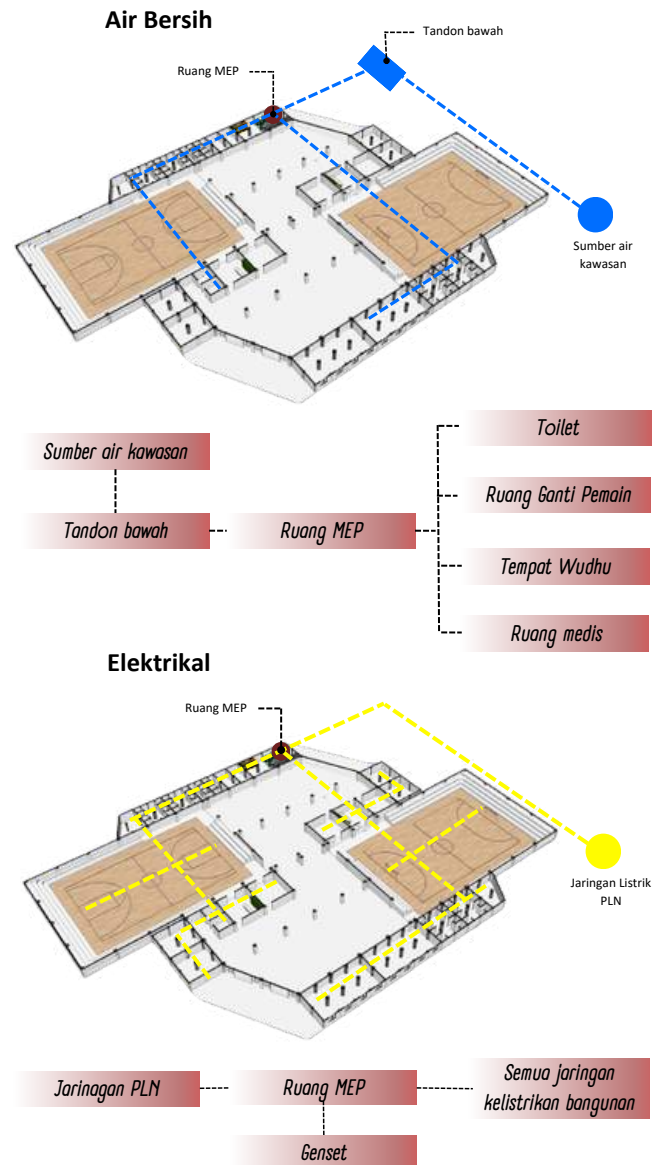 Air Bersih
Tandon bawah
Ruang MEP
Sumber air
kawasan
Sumber air kawasan
Tandon bawah
Ruang MEP
Toilet
Ruang Ganti Pemain
Tempat Wudhu
Ruang medis
Elektrikal
Ruang MEP
Jaringan Listrik
PLN
Jarinagan PLN
Ruang MEP
Semua jaringan
kelistrikan bangunan
Genset